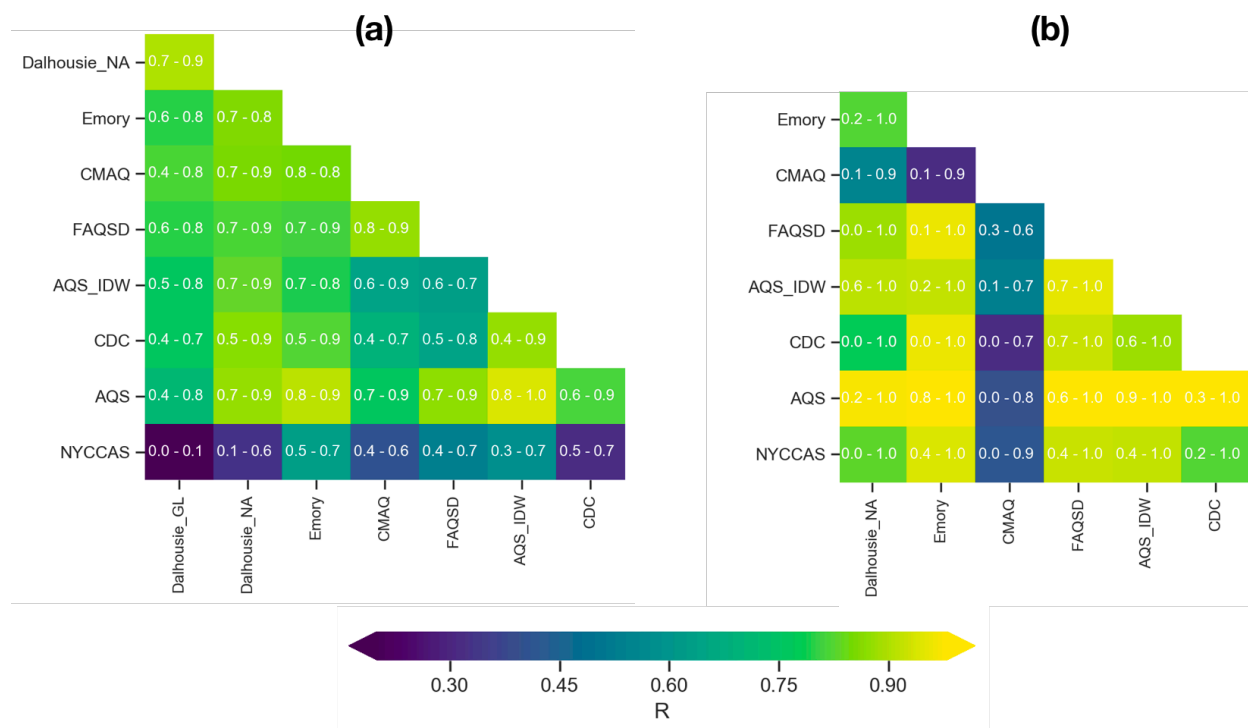 (a)
Dalhousie_NA 0.7 - 0.9
Emory 0.6 - 0.8 0.7 - 0.8
CMAQ 0.4 - 0.8 0.7 - 0.9 0.8 - 0.8
FAQSD 0.6 - 0.8 0.7 - 0.9 0.7 - 0.9 0.8 - 0.9
AQS_IDW 0.5 - 0.8 0.7 - 0.9 0.7 - 0.8 0.6 - 0.9 0.6 - 0.7
CDC 0.4 - 0.7 0.5 - 0.9 0.5 - 0.9 0.4 - 0.7 0.5 - 0.8 0.4 - 0.9
AQS 0.4 - 0.8 0.7 - 0.9 0.8 - 0.9 0.7 - 0.9 0.7 - 0.9 0.8 - 1.0 0.6 - 0.9
NYCCAS 0.0 - 0.1 0.1 - 0.6 0.5 - 0.7 0.4 - 0.6 0.4 - 0.7 0.3 - 0.7 0.5 - 0.7
Dalhousie_GL Dalhousie_NA Emory CMAQ FAQSD AQS_IDW CDC
(b)
Emory 0.2 - 1.0
CMAQ 0.1 - 0.9 0.1 - 0.9
FAQSD 0.0 - 1.0 0.1 - 1.0 0.3 - 0.6
AQS_IDW 0.6 - 1.0 0.2 - 1.0 0.1 - 0.7 0.7 - 1.0
CDC 0.0 - 1.0 0.0 - 1.0 0.0 - 0.7 0.7 - 1.0 0.6 - 1.0
AQS 0.2 - 1.0 0.8 - 1.0 0.0 - 0.8 0.6 - 1.0 0.9 - 1.0 0.3 - 1.0
NYCCAS 0.0 - 1.0 0.4 - 1.0 0.0 - 0.9 0.4 - 1.0 0.4 - 1.0 0.2 - 1.0
Dalhousie_NA Emory CMAQ FAQSD AQS_IDW CDC
0.30 0.45 0.60 0.75 0.90
R